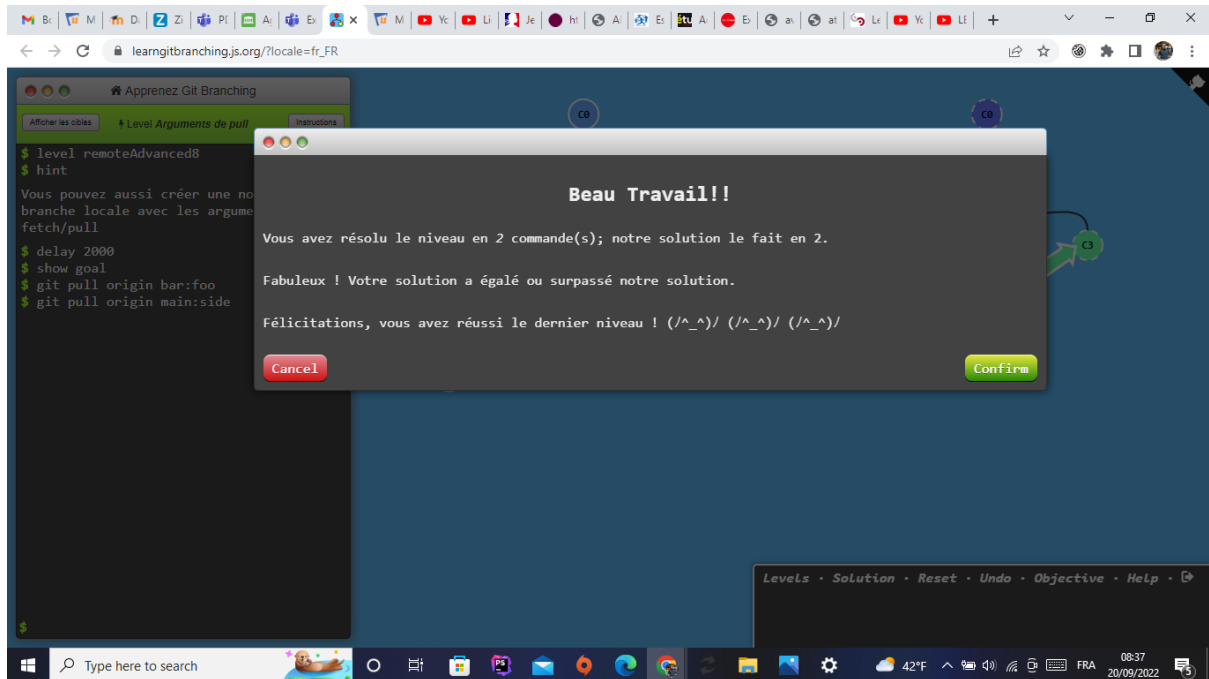 learngitbranching.js.org/?locale=fr_FR
Apprenez Git Branching
Afficher les cibles
Level Arguments de pull
Instructions
$ level remoteAdvanced8
$ hint
Vous pouvez aussi créer une no
branche locale avec les argume
fetch/pull
$ delay 2000
$ show goal
$ git pull origin bar:foo
$ git pull origin main:side
$
C0
C0
C3
Beau Travail!!
Vous avez résolu le niveau en 2 commande(s); notre solution le fait en 2.
Fabuleux ! Votre solution a égalé ou surpassé notre solution.
Félicitations, vous avez réussi le dernier niveau ! (/^_^)/ (/^_^)/ (/^_^)/
Cancel
Confirm
Levels · Solution · Reset · Undo · Objective · Help ·
Type here to search
42°F
FRA
08:37
20/09/2022